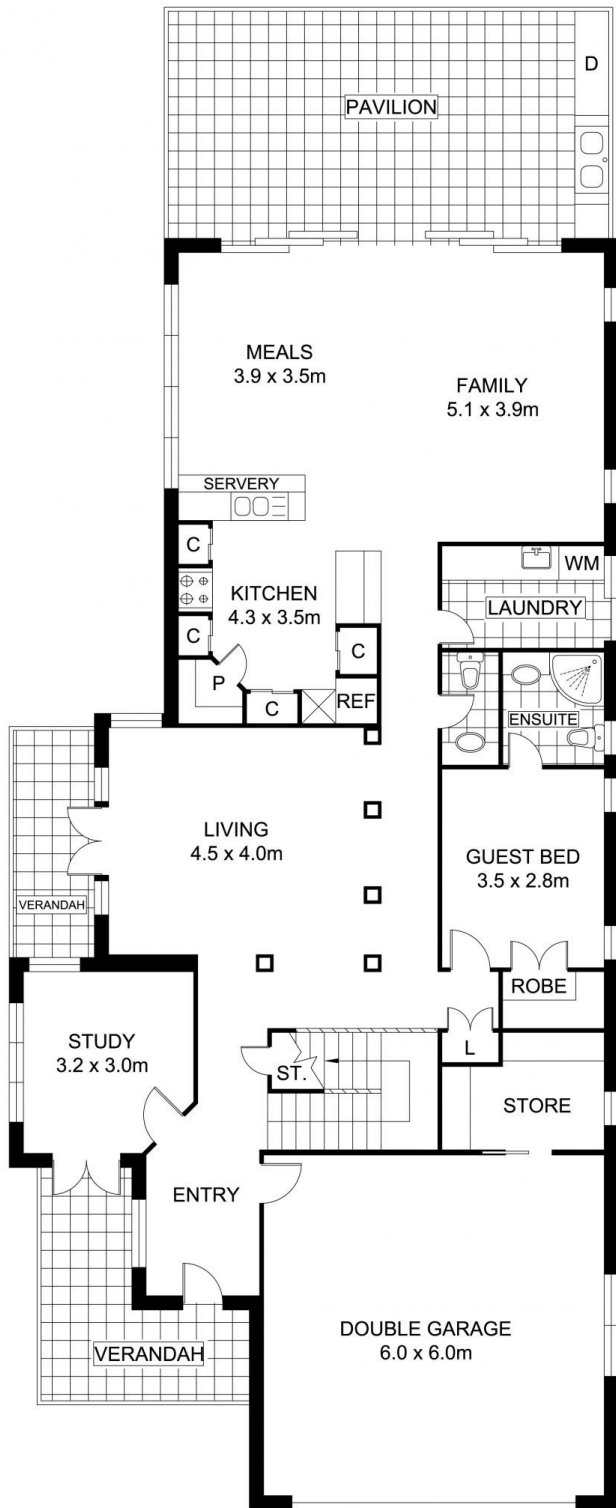 D
PAVILION
MEALS
3.9 x 3.5m
FAMILY
5.1 x 3.9m
SERVERY
C
WM
KITCHEN
4.3 x 3.5m
LAUNDRY
C
C
P
C
REF
ENSUITE
LIVING
4.5 x 4.0m
GUEST BED
3.5 x 2.8m
VERANDAH
ROBE
STUDY
3.2 x 3.0m
ST.
L
STORE
ENTRY
DOUBLE GARAGE
6.0 x 6.0m
VERANDAH